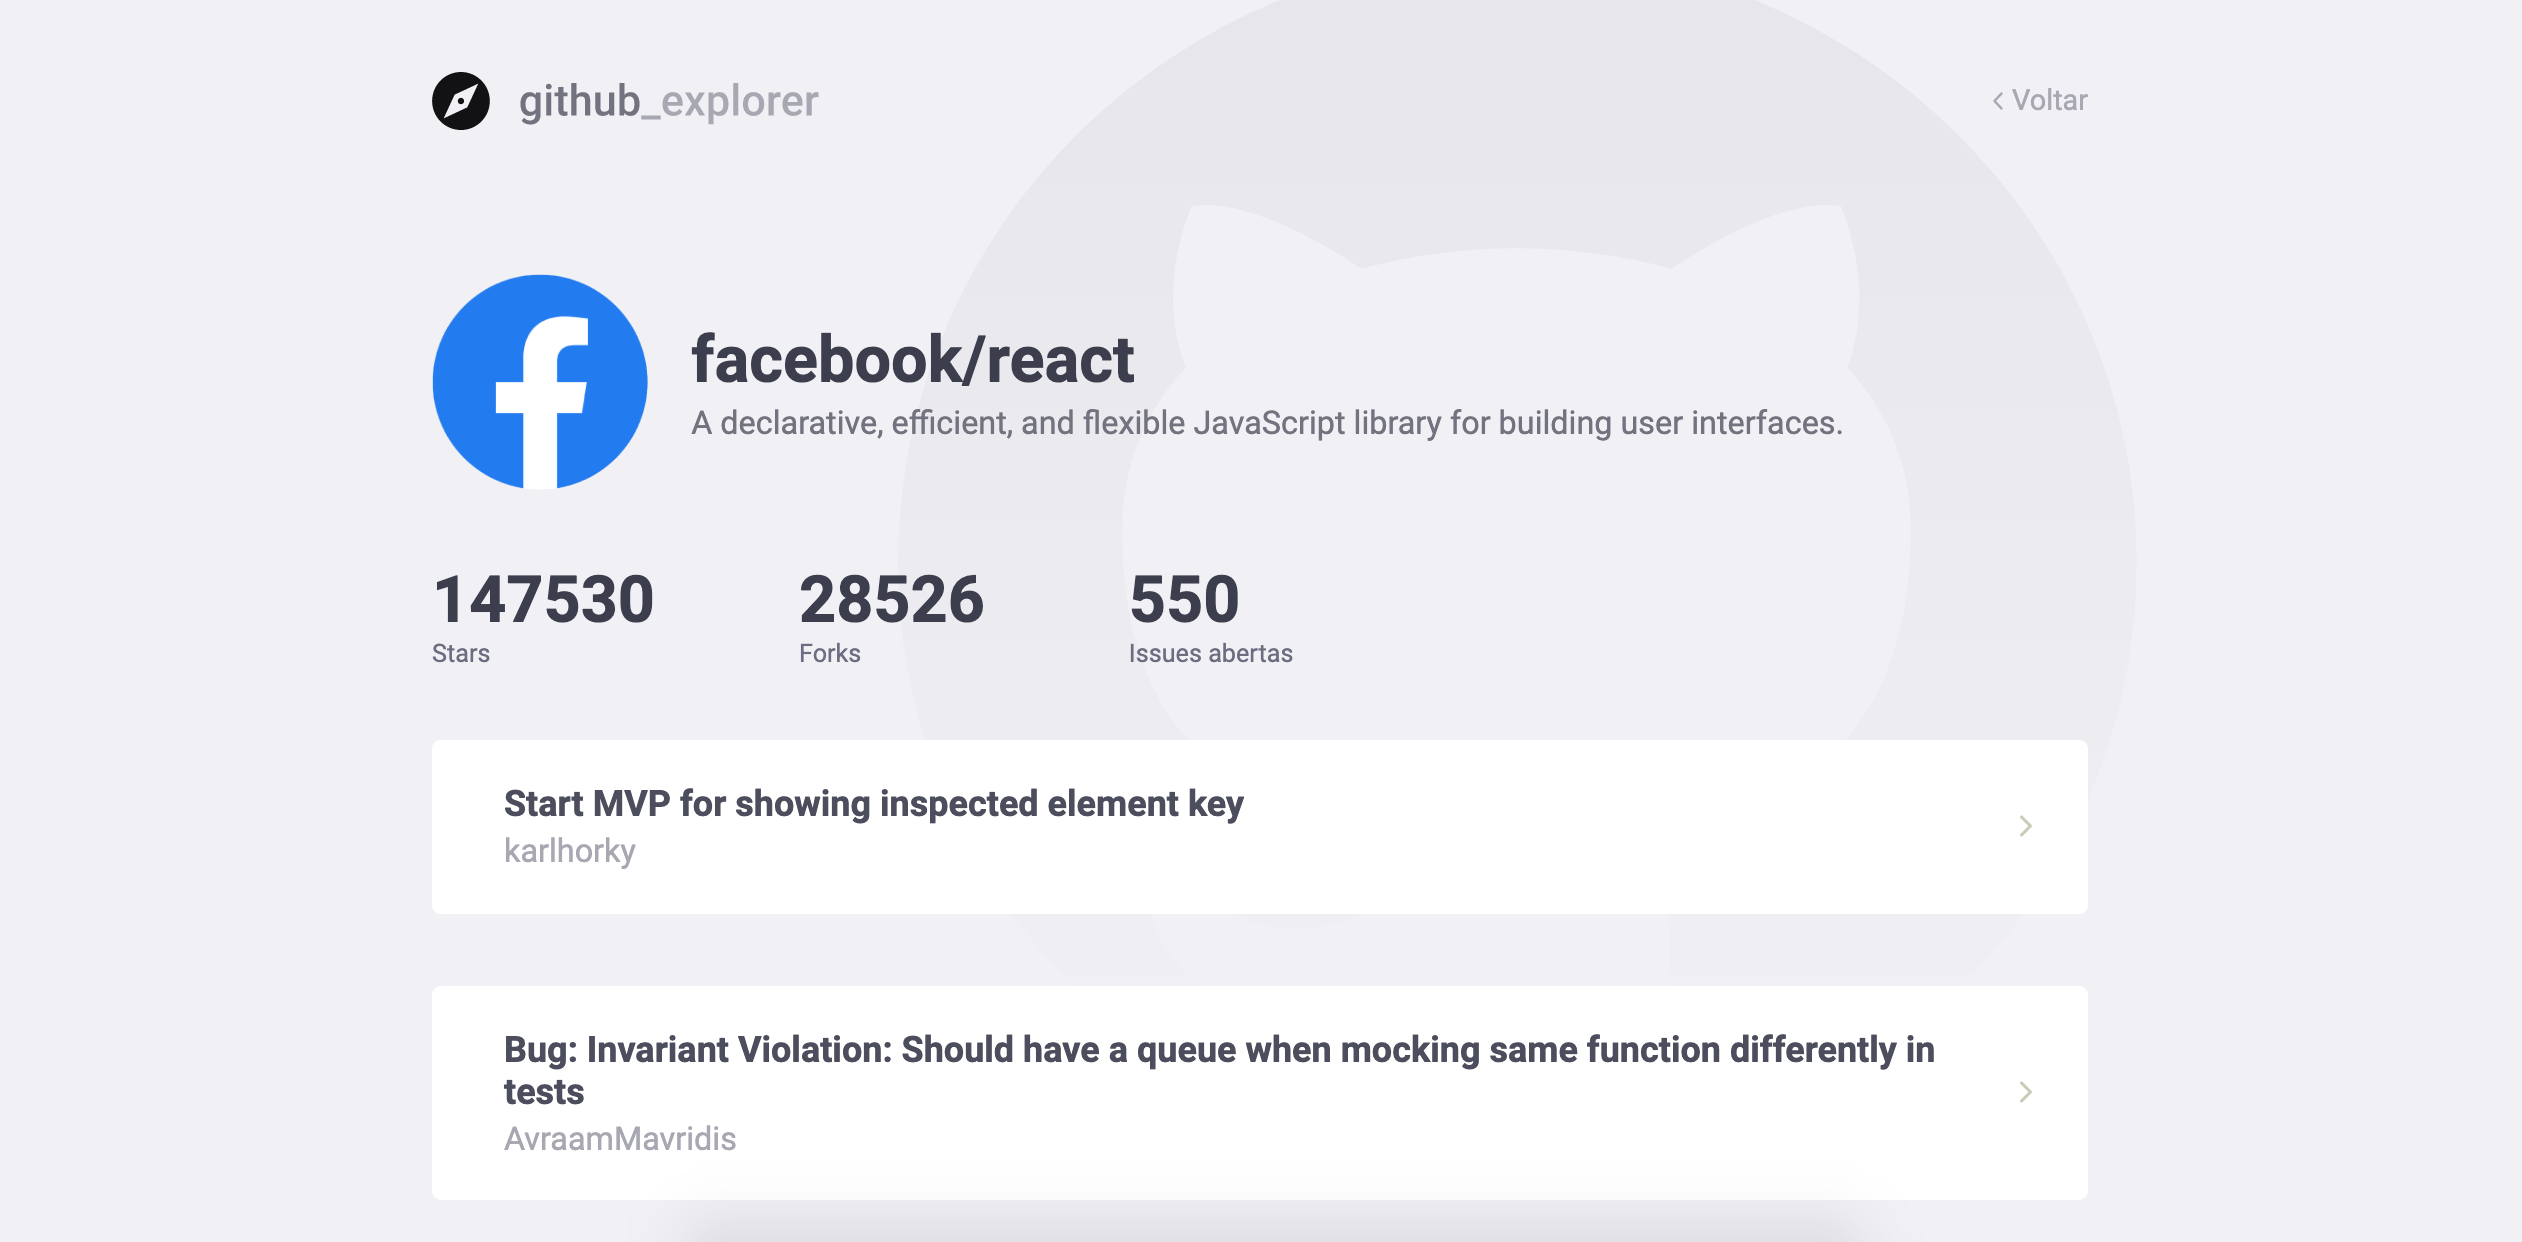 github_explorer
Voltar
facebook/react
A declarative, efficient, and flexible JavaScript library for building user interfaces.
147530
Stars
28526
Forks
550
Issues abertas
Start MVP for showing inspected element key
karlhorky
Bug: Invariant Violation: Should have a queue when mocking same function differently in
tests
AvraamMavridis